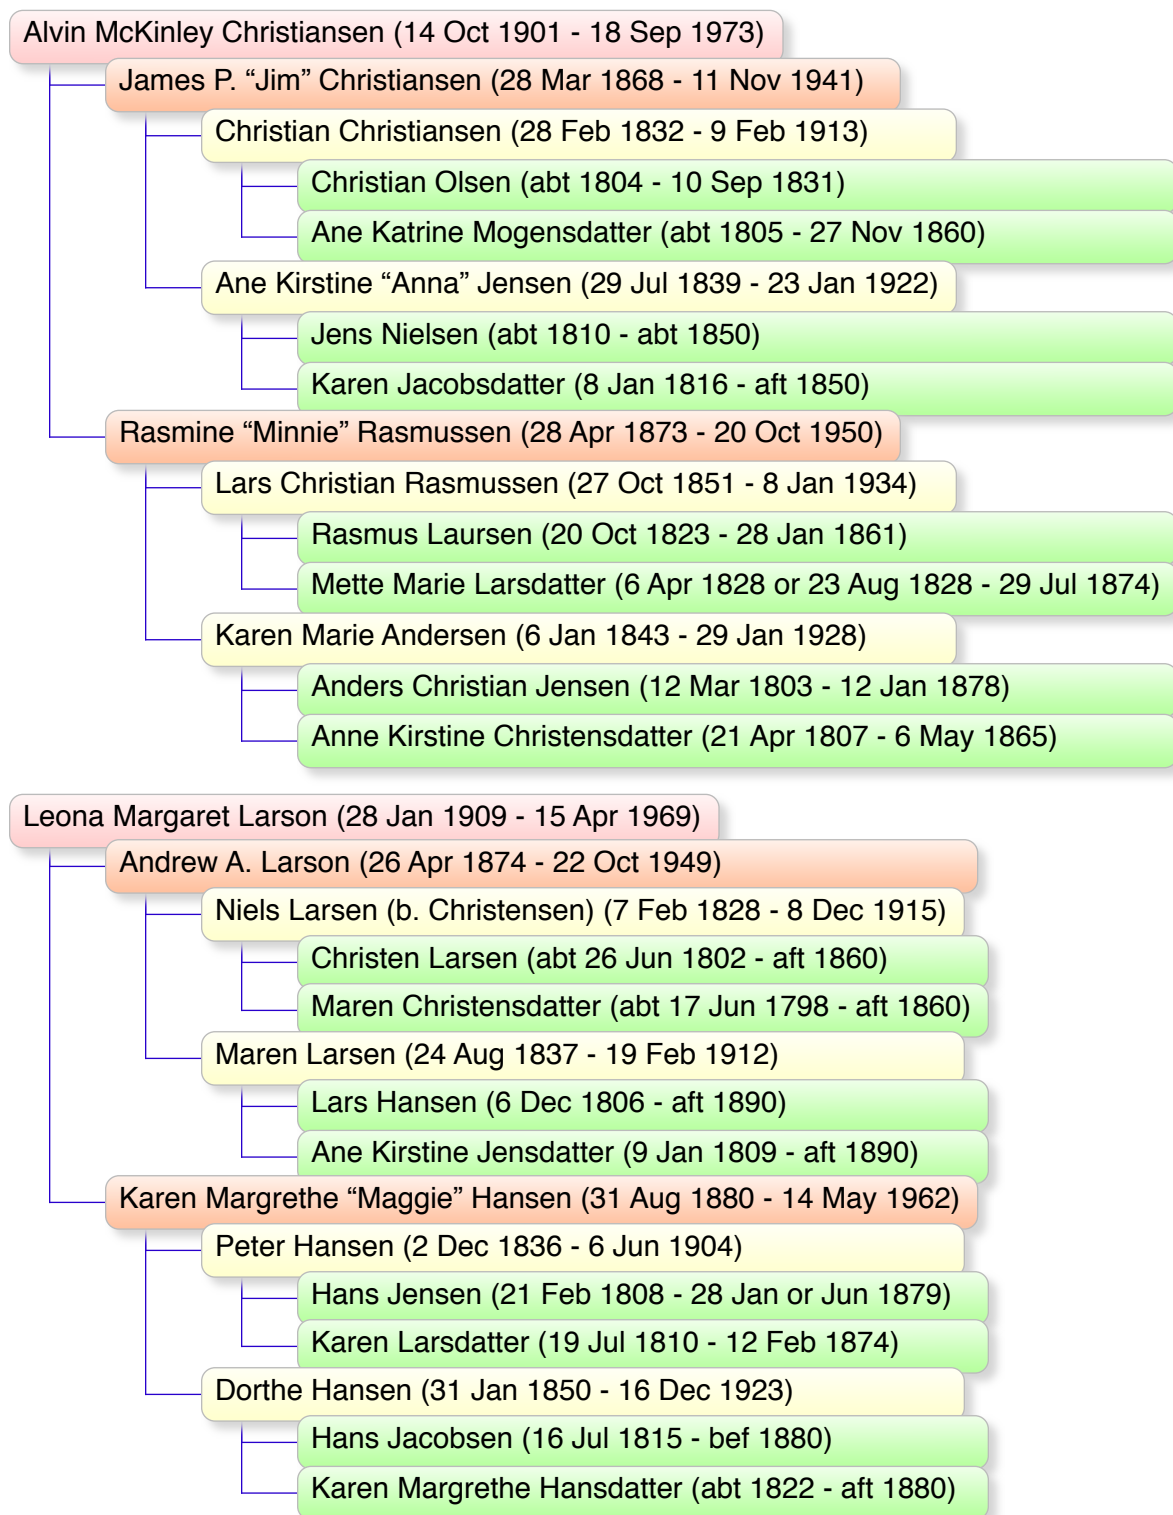 Alvin McKinley Christiansen (14 Oct 1901 - 18 Sep 1973)
James P. “Jim” Christiansen (28 Mar 1868 - 11 Nov 1941)
Christian Christiansen (28 Feb 1832 - 9 Feb 1913)
Christian Olsen (abt 1804 - 10 Sep 1831)
Ane Katrine Mogensdatter (abt 1805 - 27 Nov 1860)
Ane Kirstine “Anna” Jensen (29 Jul 1839 - 23 Jan 1922)
Jens Nielsen (abt 1810 - abt 1850)
Karen Jacobsdatter (8 Jan 1816 - aft 1850)
Rasmine “Minnie” Rasmussen (28 Apr 1873 - 20 Oct 1950)
Lars Christian Rasmussen (27 Oct 1851 - 8 Jan 1934)
Rasmus Laursen (20 Oct 1823 - 28 Jan 1861)
Mette Marie Larsdatter (6 Apr 1828 or 23 Aug 1828 - 29 Jul 1874)
Karen Marie Andersen (6 Jan 1843 - 29 Jan 1928)
Anders Christian Jensen (12 Mar 1803 - 12 Jan 1878)
Anne Kirstine Christensdatter (21 Apr 1807 - 6 May 1865)
Leona Margaret Larson (28 Jan 1909 - 15 Apr 1969)
Andrew A. Larson (26 Apr 1874 - 22 Oct 1949)
Niels Larsen (b. Christensen) (7 Feb 1828 - 8 Dec 1915)
Christen Larsen (abt 26 Jun 1802 - aft 1860)
Maren Christensdatter (abt 17 Jun 1798 - aft 1860)
Maren Larsen (24 Aug 1837 - 19 Feb 1912)
Lars Hansen (6 Dec 1806 - aft 1890)
Ane Kirstine Jensdatter (9 Jan 1809 - aft 1890)
Karen Margrethe “Maggie” Hansen (31 Aug 1880 - 14 May 1962)
Peter Hansen (2 Dec 1836 - 6 Jun 1904)
Hans Jensen (21 Feb 1808 - 28 Jan or Jun 1879)
Karen Larsdatter (19 Jul 1810 - 12 Feb 1874)
Dorthe Hansen (31 Jan 1850 - 16 Dec 1923)
Hans Jacobsen (16 Jul 1815 - bef 1880)
Karen Margrethe Hansdatter (abt 1822 - aft 1880)